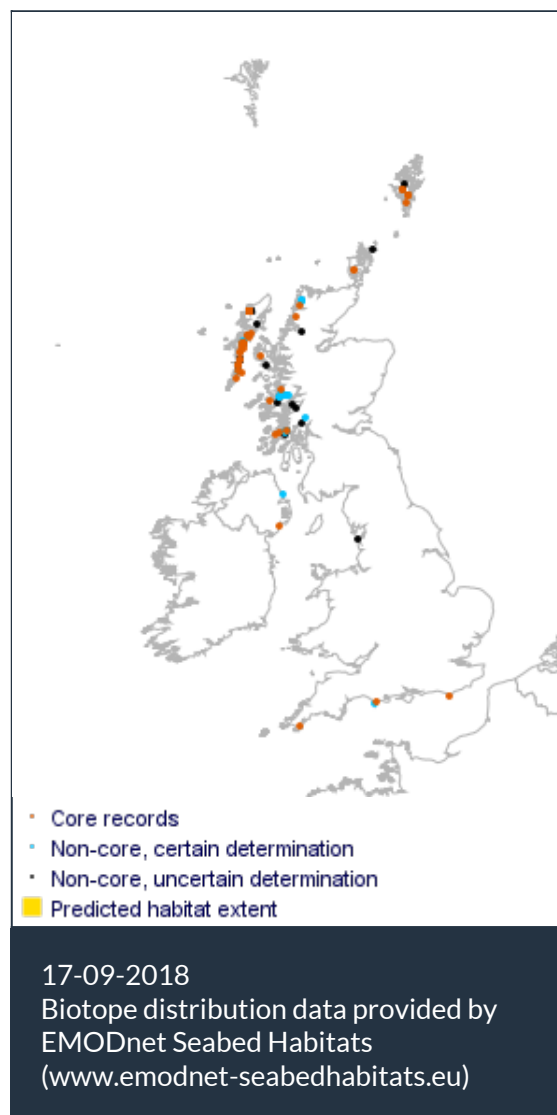 Core records
Non-core, certain determination
Non-core, uncertain determination
Predicted habitat extent
17-09-2018
Biotope distribution data provided by
EMODnet Seabed Habitats
(www.emodnet-seabedhabitats.eu)